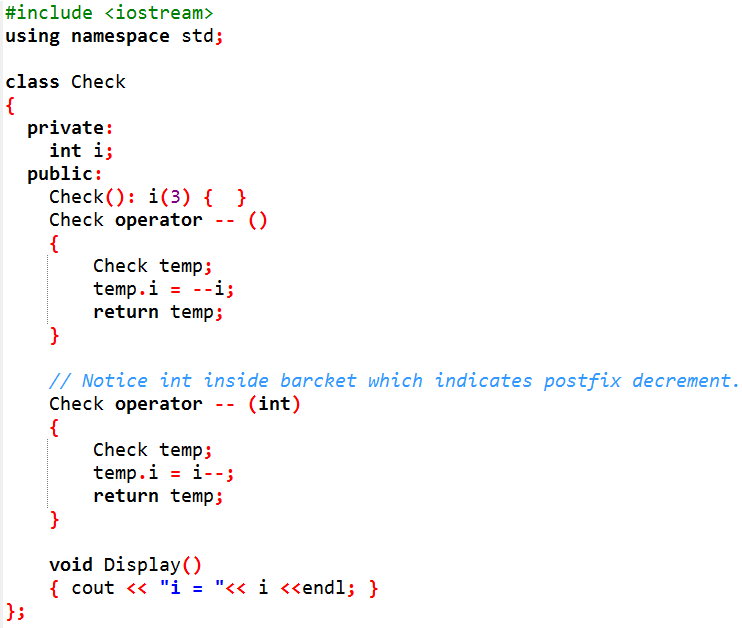 #include <iostream>
using namespace std;

class Check
{
  private:
    int i;
  public:
    Check(): i(3) {  }
    Check operator -- ()
    {
        Check temp;
        temp.i = --i;
        return temp;
    }

    // Notice int inside barcket which indicates postfix decrement.
    Check operator -- (int)
    {
        Check temp;
        temp.i = i--;
        return temp;
    }

    void Display()
    { cout << "i = "<< i <<endl; }
};